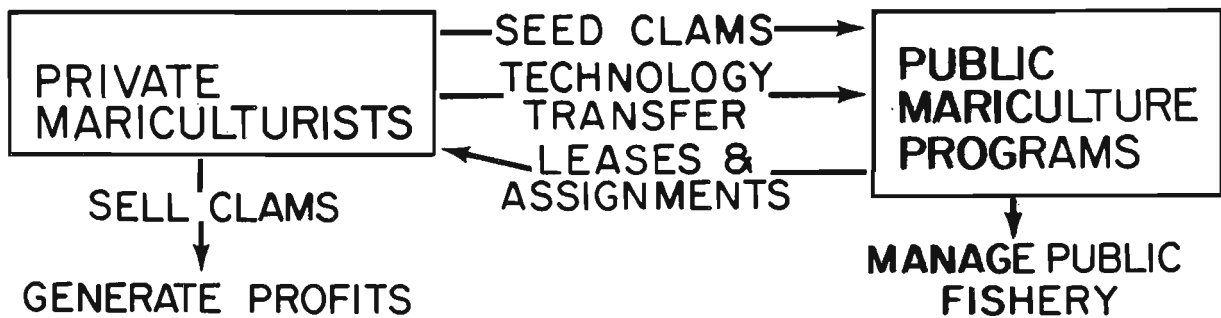 PRIVATE
MARICULTURISTS
SEED CLAMS
TECHNOLOGY
TRANSFER
LEASES &
ASSIGNMENTS
PUBLIC
MARICULTURE
PROGRAMS
SELL CLAMS
GENERATE PROFITS
MANAGE PUBLIC
FISHERY